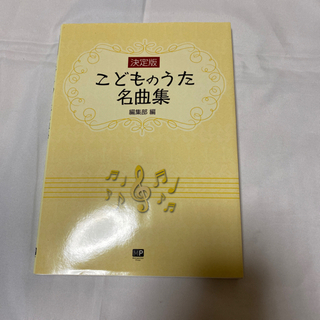 決定版
こどものうた
名曲集
編集部 編